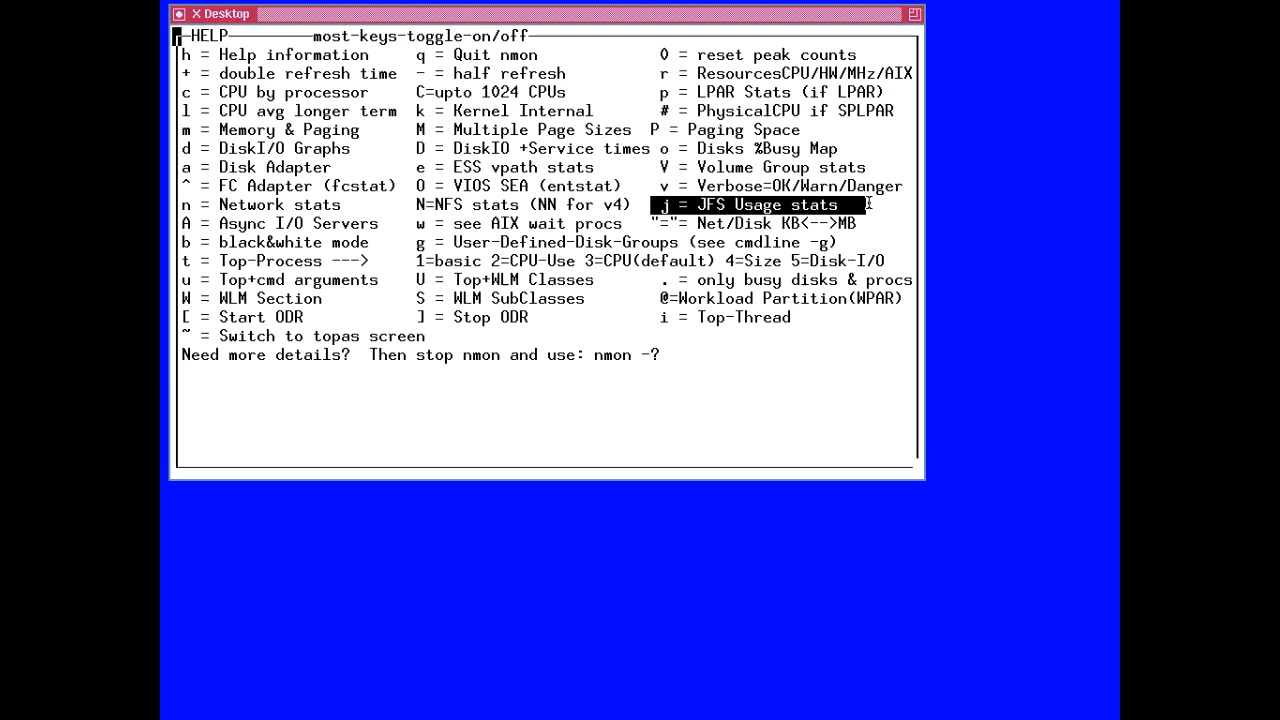 X Desktop
HELP most-keys-toggle-on/off
h = Help information q = Quit nmon 0 = reset peak counts
+ = double refresh time - = half refresh r = ResourcesCPU/HW/MHz/AIX
c = CPU by processor C=upto 1024 CPUs p = LPAR Stats (if LPAR)
l = CPU avg longer term k = Kernel Internal # = PhysicalCPU if SPLPAR
m = Memory & Paging M = Multiple Page Sizes P = Paging Space
d = DiskI/O Graphs D = DiskIO +Service times o = Disks %Busy Map
a = Disk Adapter e = ESS vpath stats V = Volume Group stats
^ = FC Adapter (fcstat) O = VIOS SEA (entstat) v = Verbose=OK/Warn/Danger
n = Network stats N=NFS stats (NN for v4) j = JFS Usage stats
A = Async I/O Servers w = see AIX wait procs "="= Net/Disk KB<-->MB
b = black&white mode g = User-Defined-Disk-Groups (see cmdline -g)
t = Top-Process ---> 1=basic 2=CPU-Use 3=CPU(default) 4=Size 5=Disk-I/O
u = Top+cmd arguments U = Top+WLM Classes . = only busy disks & procs
W = WLM Section S = WLM SubClasses @=Workload Partition(WPAR)
[ = Start ODR ] = Stop ODR i = Top-Thread
~ = Switch to topas screen
Need more details? Then stop nmon and use: nmon -?